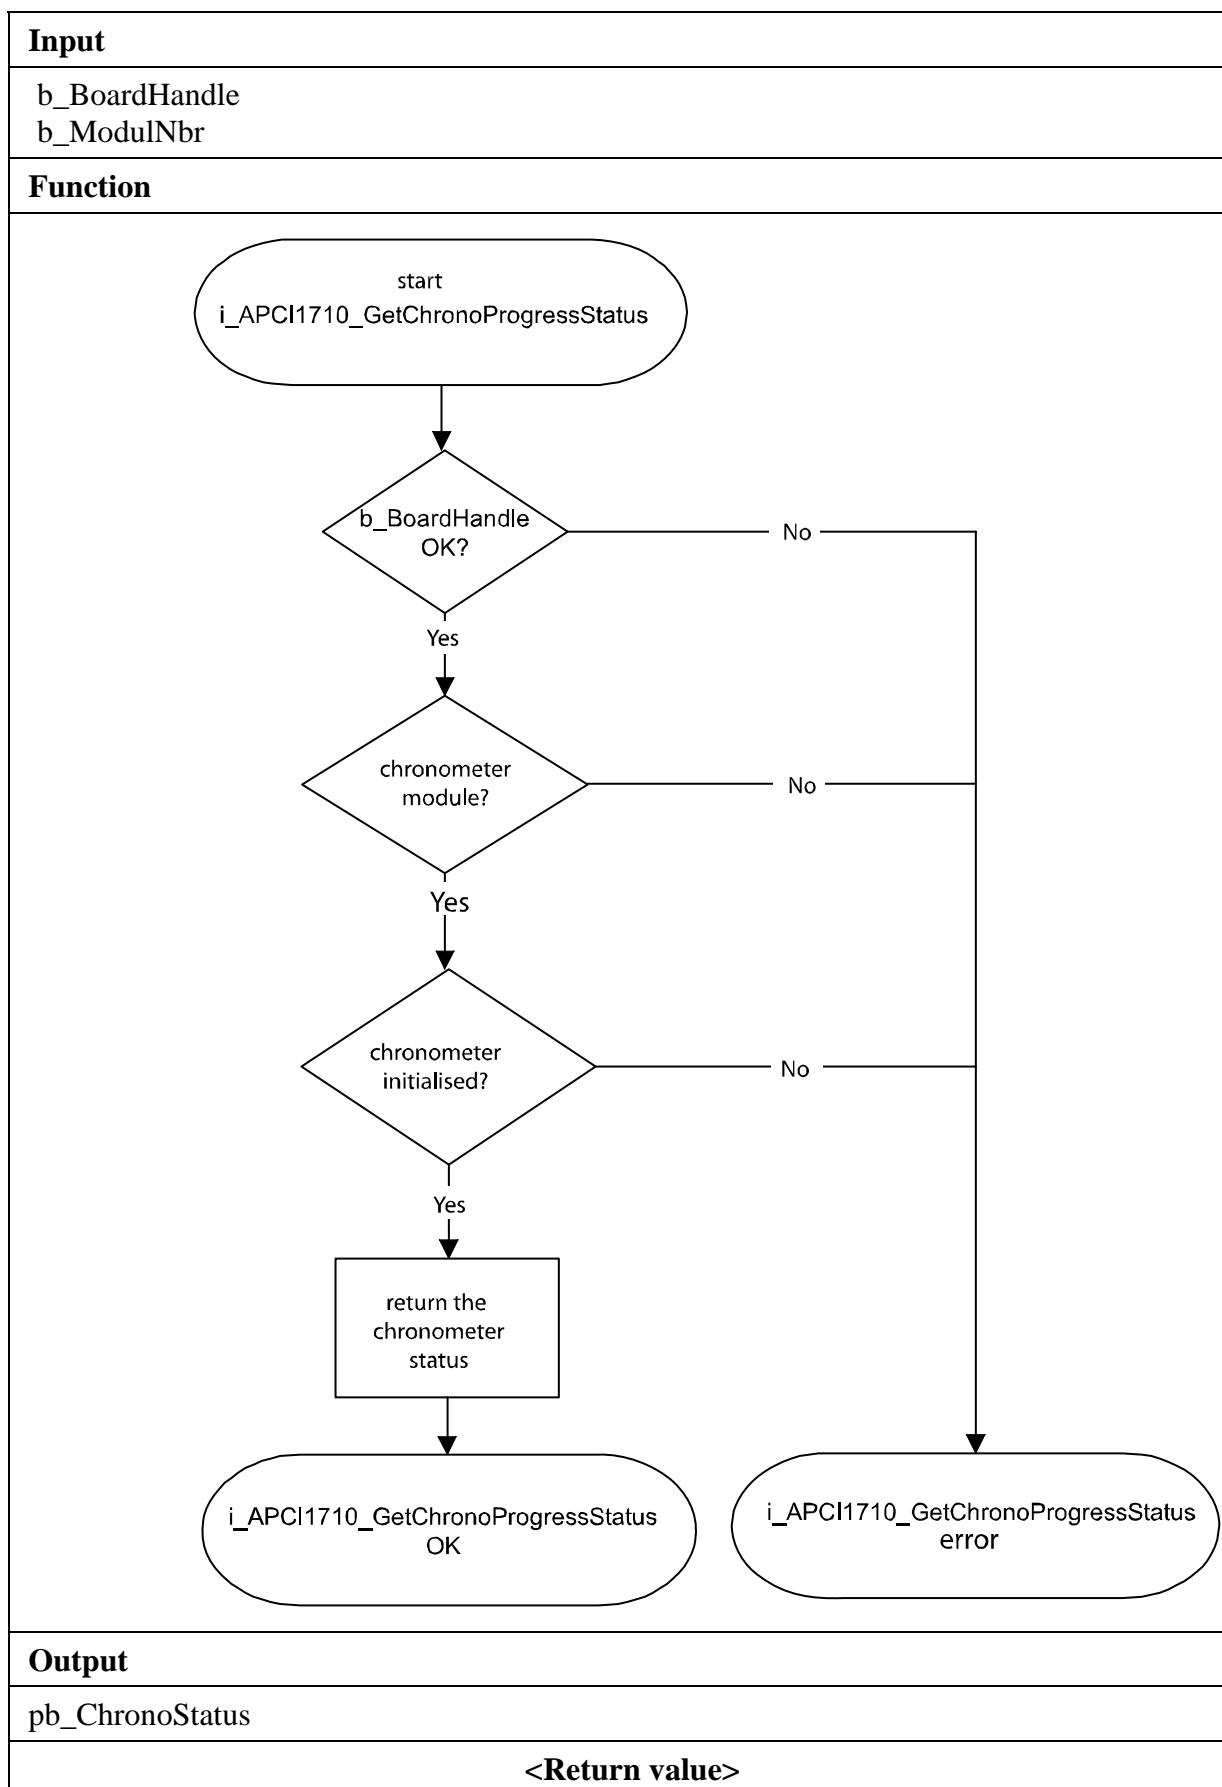 Input
b_BoardHandle
b_ModulNbr
Function
start
i_APCI1710_GetChronoProgressStatus
b_BoardHandle
OK?
No
Yes
chronometer
module?
No
Yes
chronometer
initialised?
No
Yes
return the
chronometer
status
i_APCI1710_GetChronoProgressStatus
OK
i_APCI1710_GetChronoProgressStatus
error
Output
pb_ChronoStatus
<Return value>